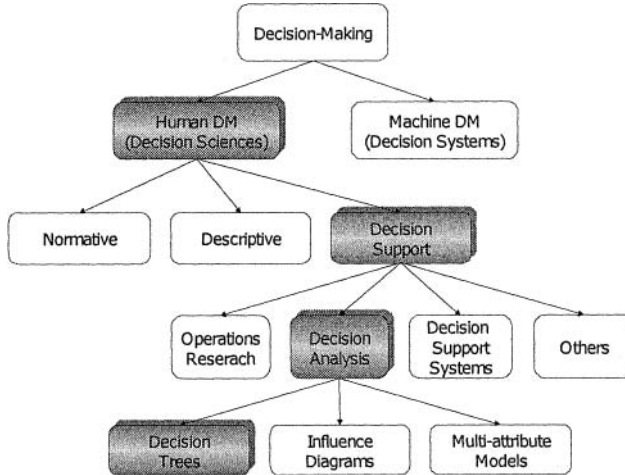 Decision-Making
Human DM
(Decision Sciences)
Machine DM
(Decision Systems)
Normative
Descriptive
Decision
Support
Operations
Reserach
Decision
Analysis
Decision
Support
Systems
Others
Decision
Trees
Influence
Diagrams
Multi-attribute
Models